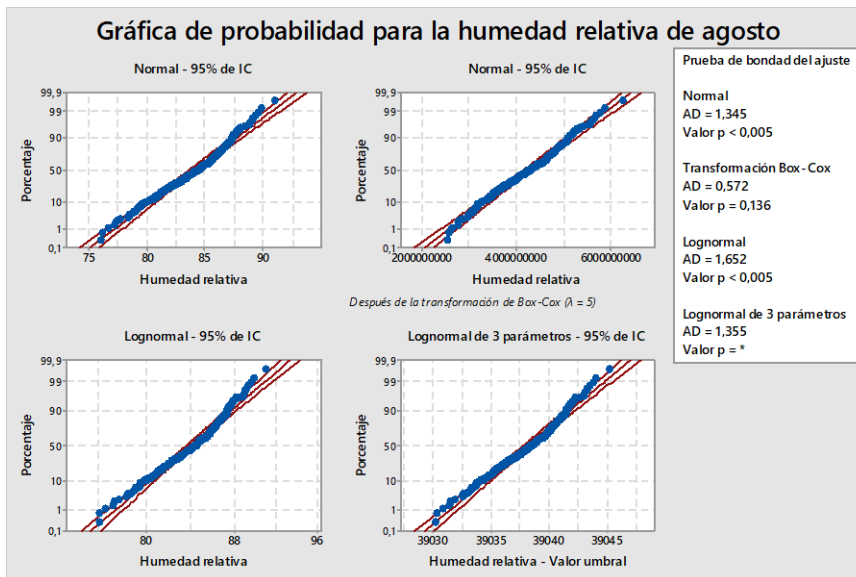 Gráfica de probabilidad para la humedad relativa de agosto
Normal - 95% de IC
99,9
99
90
50
10
1
0,1
75
80
85
90
Porcentaje
Humedad relativa
Normal - 95% de IC
99,9
99
90
50
10
1
0,1
2000000000
4000000000
6000000000
Porcentaje
Humedad relativa
Después de la transformación de Box-Cox (λ = 5)
Lognormal - 95% de IC
99,9
99
90
50
10
1
0,1
80
88
96
Porcentaje
Humedad relativa
Lognormal de 3 parámetros - 95% de IC
99,9
99
90
50
10
1
0,1
39030
39035
39040
39045
Porcentaje
Humedad relativa - Valor umbral
Prueba de bondad del ajuste
Normal
AD = 1,345
Valor p < 0,005
Transformación Box-Cox
AD = 0,572
Valor p = 0,136
Lognormal
AD = 1,652
Valor p < 0,005
Lognormal de 3 parámetros
AD = 1,355
Valor p = *